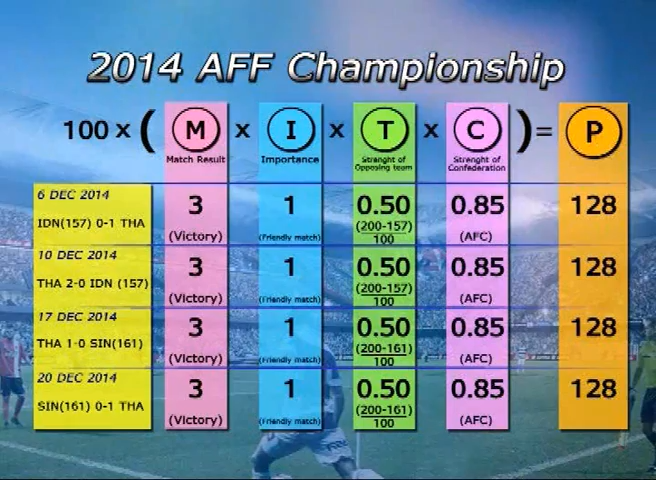 2014 AFF Championship
100 x ( M x I x T x C ) = P
Match Result Importance Strenght of Opposing team Strenght of Confederation
6 DEC 2014
IDN(157) 0-1 THA
3 (Victory)
1 (Friendly match)
0.50 (200-157) 100
0.85 (AFC)
128
10 DEC 2014
THA 2-0 IDN (157)
3 (Victory)
1 (Friendly match)
0.50 (200-157) 100
0.85 (AFC)
128
17 DEC 2014
THA 1-0 SIN(161)
3 (Victory)
1 (Friendly match)
0.50 (200-161) 100
0.85 (AFC)
128
20 DEC 2014
SIN(161) 0-1 THA
3 (Victory)
1 (Friendly match)
0.50 (200-161) 100
0.85 (AFC)
128